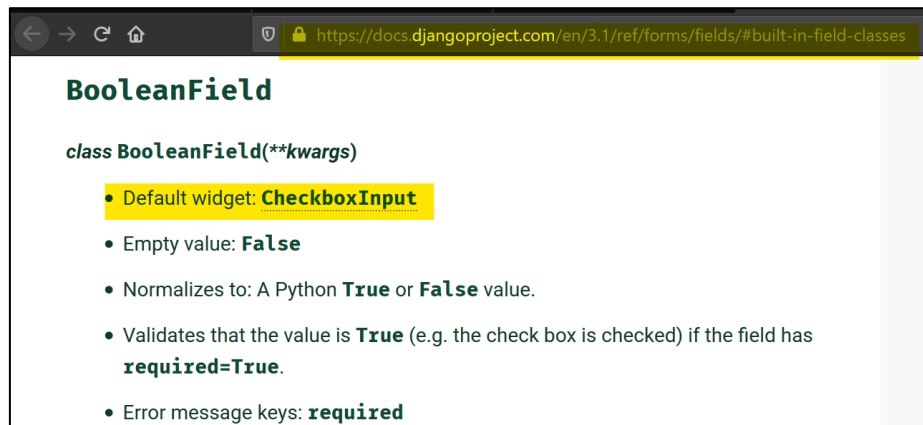 https://docs.djangoproject.com/en/3.1/ref/forms/fields/#built-in-field-classes
BooleanField
class BooleanField(**kwargs)
• Default widget: CheckboxInput
• Empty value: False
• Normalizes to: A Python True or False value.
• Validates that the value is True (e.g. the check box is checked) if the field has
required=True.
• Error message keys: required